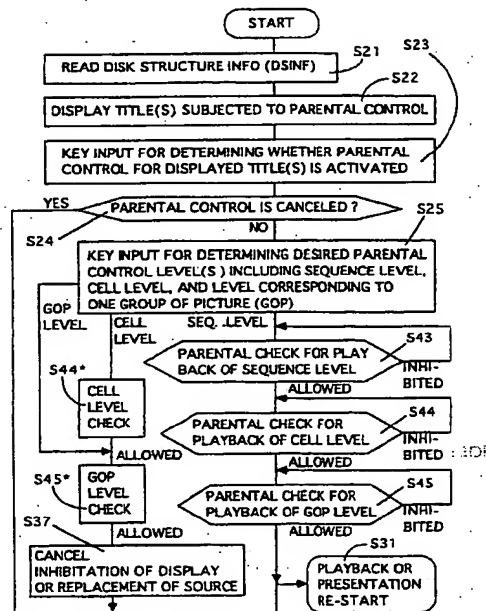 START
S21
S23
READ DISK STRUCTURE INFO (DSINF)
S22
DISPLAY TITLE(S) SUBJECTED TO PARENTAL CONTROL
KEY INPUT FOR DETERMINING WHETHER PARENTAL
CONTROL FOR DISPLAYED TITLE(S) IS ACTIVATED
YES
PARENTAL CONTROL IS CANCELED ?
S25
S24
NO
KEY INPUT FOR DETERMINING DESIRED PARENTAL
CONTROL LEVEL(S ) INCLUDING SEQUENCE LEVEL,
CELL LEVEL, AND LEVEL CORRESPONDING TO
ONE GROUP OF PICTURE (GOP)
GOP
LEVEL
CELL
LEVEL
SEQ. LEVEL
S43
PARENTAL CHECK FOR PLAY
BACK OF SEQUENCE LEVEL
INHI-
BITED
ALLOWED
S44*
CELL
LEVEL
CHECK
S44
PARENTAL CHECK FOR
PLAYBACK OF CELL LEVEL
INHI-
BITED
ALLOWED
ALLOWED
S45*
GOP
LEVEL
CHECK
S45
PARENTAL CHECK FOR
PLAYBACK OF GOP LEVEL
INHI-
BITED
ALLOWED
ALLOWED
S37
CANCEL
INHIBITATION OF DISPLAY
OR REPLACEMENT OF SOURCE
S31
PLAYBACK OR
PRESENTATION
RE-START